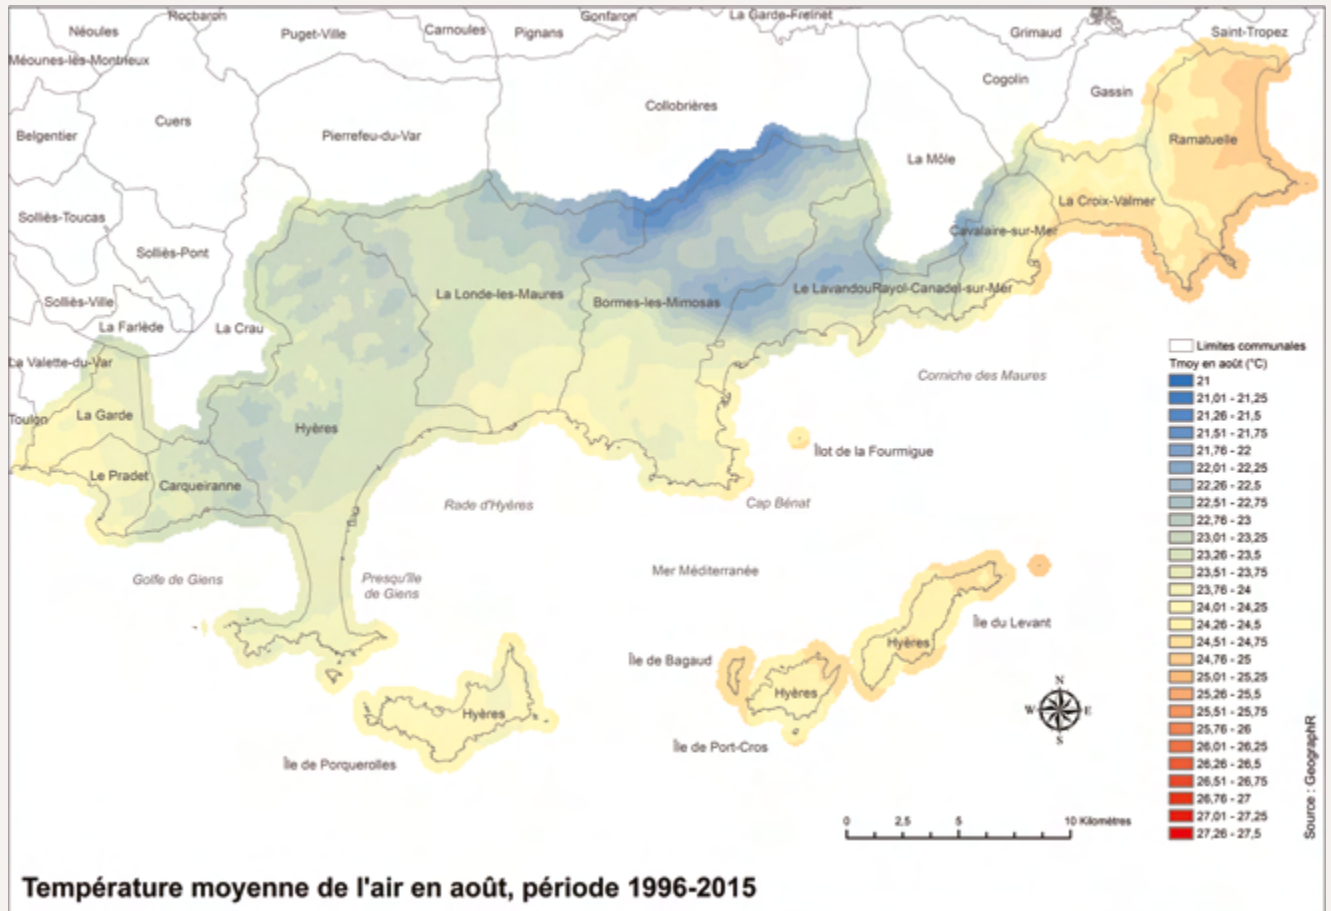 Rocbaron
Gonfaron
La Garde-Freinet
Néoules
Puget-Ville
Carnoules
Pignans
Grimaud
Saint-Tropez
Méounes-lès-Montrieux
Cogolin
Gassin
Collobrières
Cuers
Belgentier
Pierrefeu-du-Var
Ramatuelle
La Môle
La Croix-Valmer
Solliès-Toucas
Cavalaire-sur-Mer
Solliès-Pont
Le Lavandou
Rayol-Canadel-sur-Mer
La Londe-les-Maures
Bormes-les-Mimosas
Solliès-Ville
La Farlède
La Crau
La Valette-du-Var
Corniche des Maures
Toulon
La Garde
Hyères
Îlot de la Fourmigue
Le Pradet
Carqueiranne
Rade d'Hyères
Cap Bénat
Golfe de Giens
Presqu'île
de Giens
Mer Méditerranée
Île du Levant
Hyères
Île de Bagaud
Hyères
Hyères
Île de Port-Cros
Île de Porquerolles
Limites communales
Tmoy en août (°C)
21
21,01 - 21,25
21,26 - 21,5
21,51 - 21,75
21,76 - 22
22,01 - 22,25
22,26 - 22,5
22,51 - 22,75
22,76 - 23
23,01 - 23,25
23,26 - 23,5
23,51 - 23,75
23,76 - 24
24,01 - 24,25
24,26 - 24,5
24,51 - 24,75
24,76 - 25
25,01 - 25,25
25,26 - 25,5
25,51 - 25,75
25,76 - 26
26,01 - 26,25
26,26 - 26,5
26,51 - 26,75
26,76 - 27
27,01 - 27,25
27,26 - 27,5
N
W E
S
0 2,5 5 10 Kilomètres
Source : GeographR
Température moyenne de l'air en août, période 1996-2015